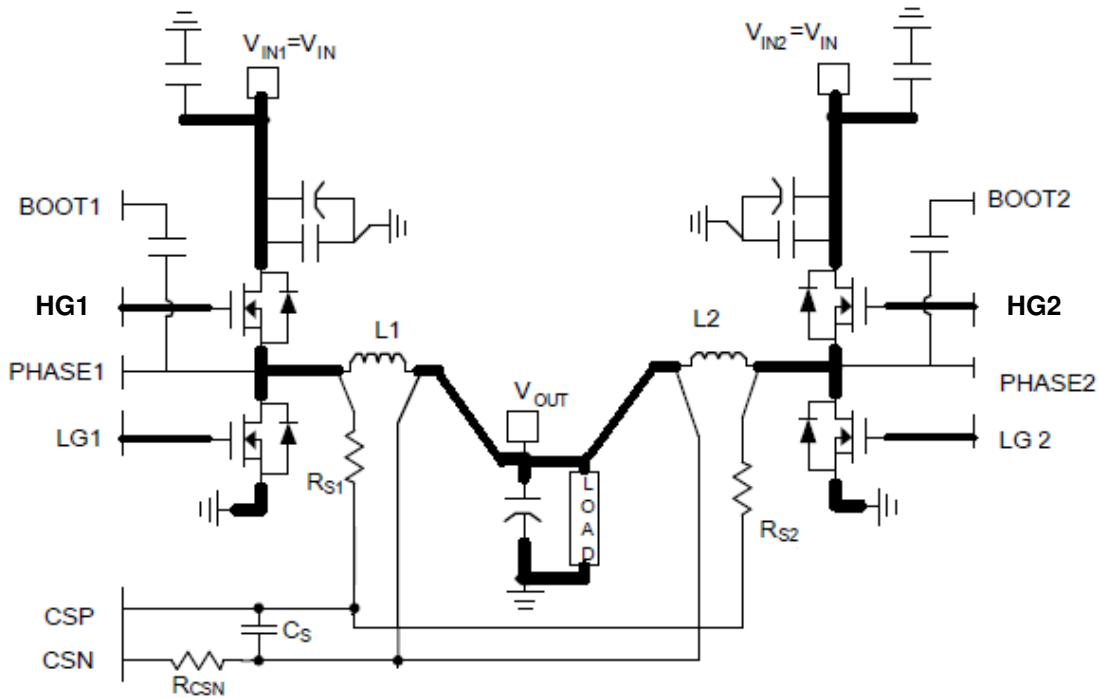 V_IN1=V_IN
V_IN2=V_IN
BOOT1
BOOT2
HG1
HG2
L1
L2
PHASE1
PHASE2
V_OUT
LG1
LG 2
R_S1
LOAD
R_S2
CSP
C_S
CSN
R_CSN